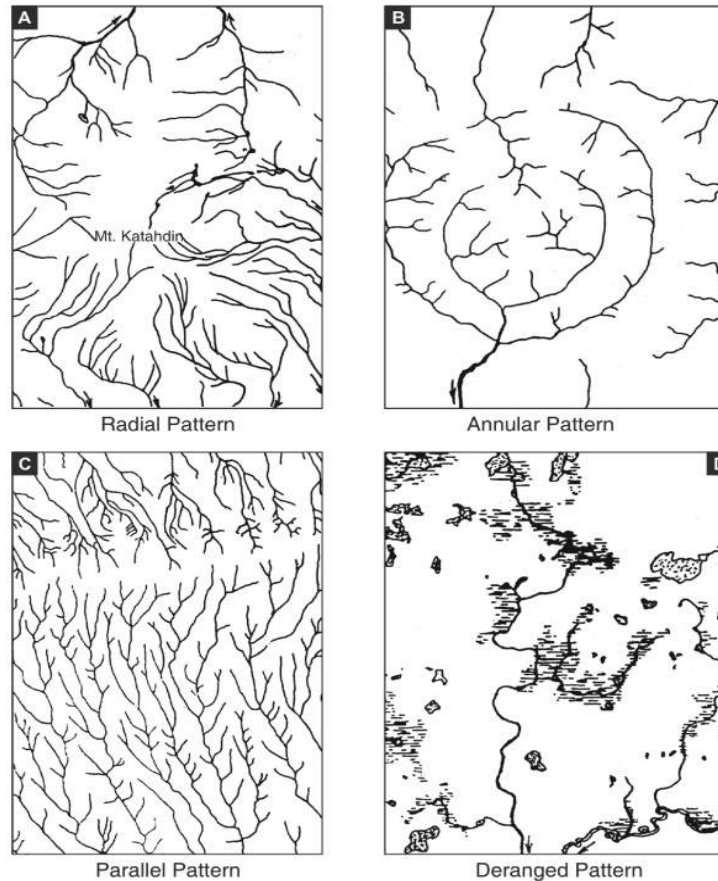 A
B
Mt. Katahdin
Radial Pattern
Annular Pattern
C
D
Parallel Pattern
Deranged Pattern